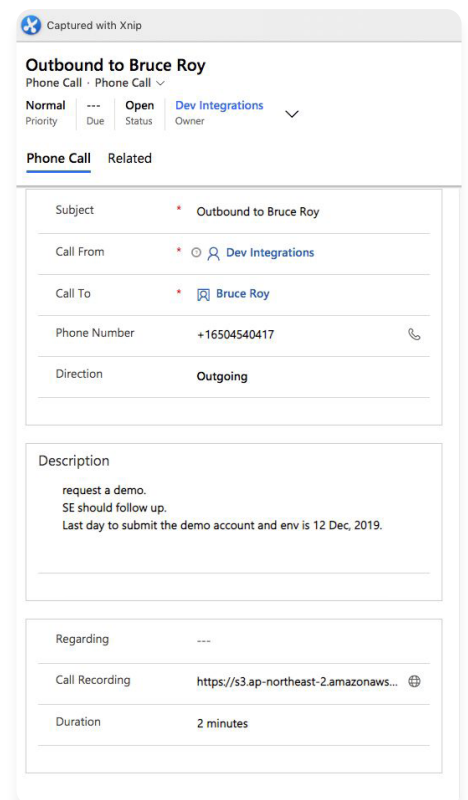 Captured with Xnip
Outbound to Bruce Roy
Phone Call · Phone Call
Normal --- Open Dev Integrations
Priority Due Status Owner
Phone Call Related
Subject * Outbound to Bruce Roy
Call From * Dev Integrations
Call To * Bruce Roy
Phone Number +16504540417
Direction Outgoing
Description
request a demo.
SE should follow up.
Last day to submit the demo account and env is 12 Dec, 2019.
Regarding ---
Call Recording https://s3.ap-northeast-2.amazonaws...
Duration 2 minutes